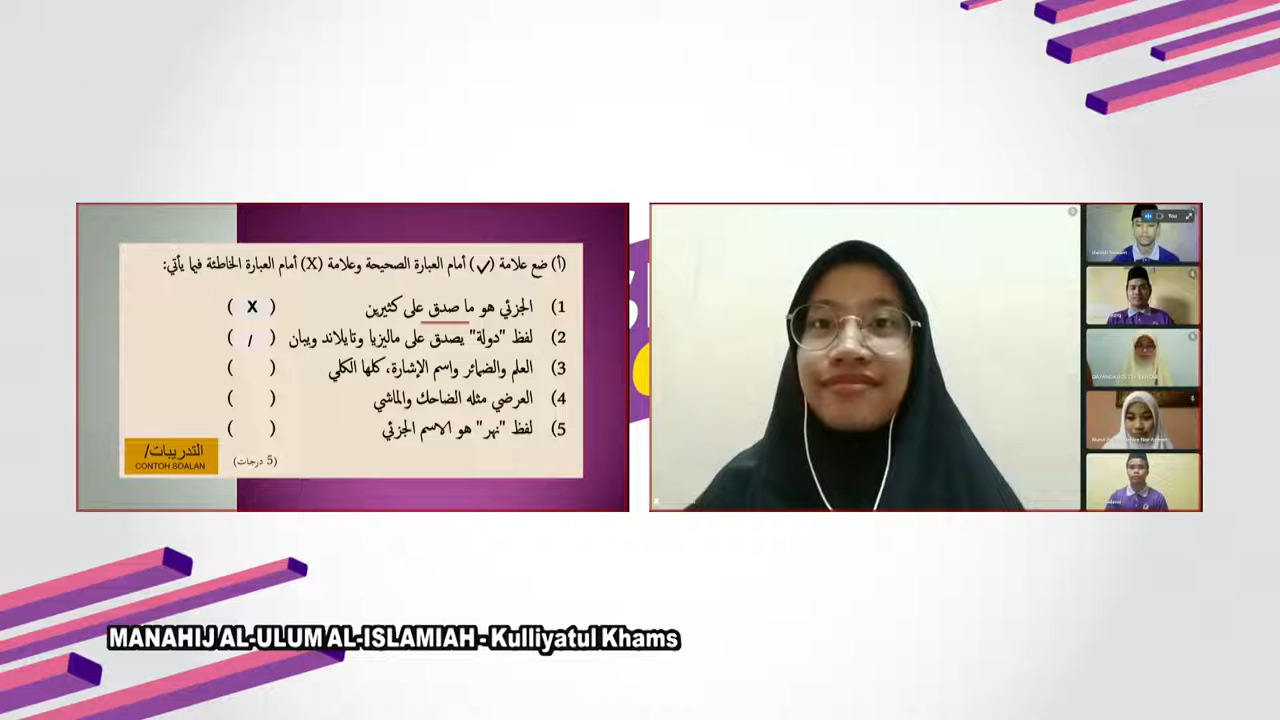 (أ) ضع علامة (✓) أمام العبارة الصحيحة وعلامة (X) أمام العبارة الخاطئة فيما يأتي:
1) الجزئي هو ما صدق على كثيرين ( X )
2) لفظ "دولة" يصدق على ماليزيا وتايلاند ويبان ( / )
3) العلم والضمائر واسم الإشارة، كلها الكلي ( )
4) العرضي مثله الضاحك والماشي ( )
5) لفظ "نهر" هو الاسم الجزئي ( )
(5 درجات)
التدريبات/
CONTOH SOALAN
You
MANAHIJ AL-ULUM AL-ISLAMIAH - Kulliyatul Khams